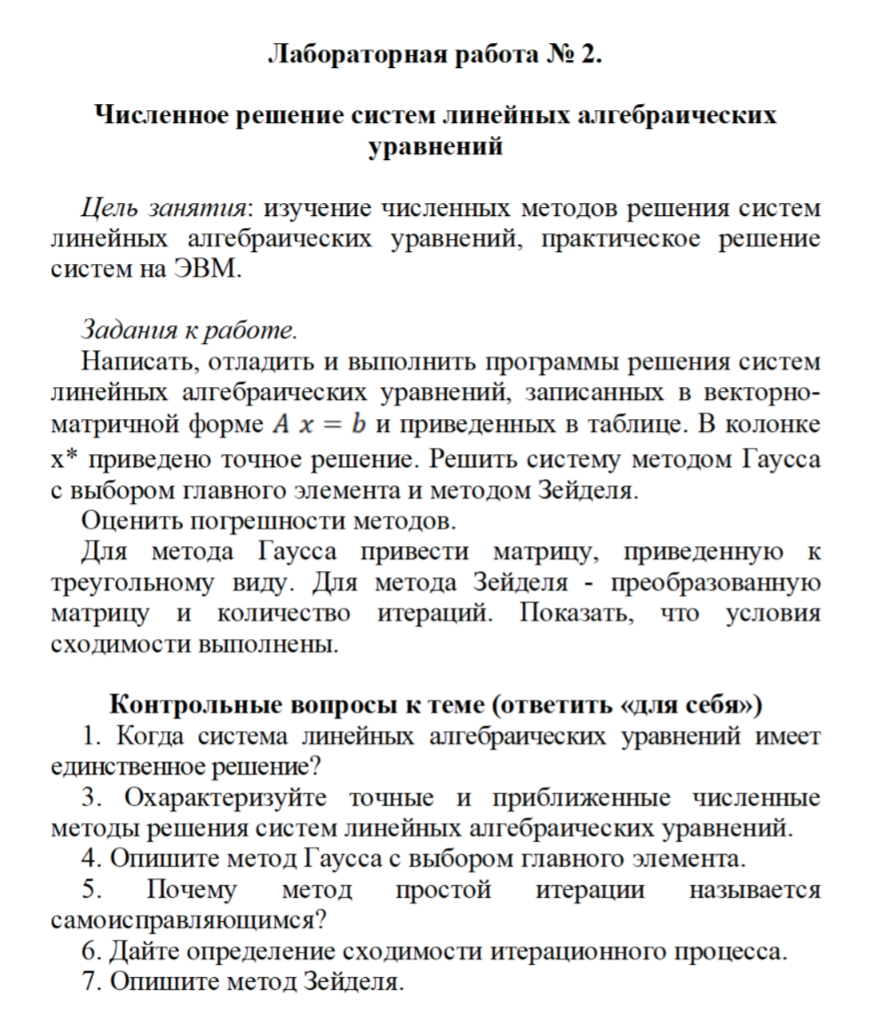 Лабораторная работа № 2.
Численное решение систем линейных алгебраических
уравнений
Цель занятия: изучение численных методов решения систем
линейных алгебраических уравнений, практическое решение
систем на ЭВМ.
Задания к работе.
Написать, отладить и выполнить программы решения систем
линейных алгебраических уравнений, записанных в векторно-
матричной форме A x = b и приведенных в таблице. В колонке
x* приведено точное решение. Решить систему методом Гаусса
с выбором главного элемента и методом Зейделя.
Оценить погрешности методов.
Для метода Гаусса привести матрицу, приведенную к
треугольному виду. Для метода Зейделя - преобразованную
матрицу и количество итераций. Показать, что условия
сходимости выполнены.
Контрольные вопросы к теме (ответить «для себя»)
1. Когда система линейных алгебраических уравнений имеет
единственное решение?
3. Охарактеризуйте точные и приближенные численные
методы решения систем линейных алгебраических уравнений.
4. Опишите метод Гаусса с выбором главного элемента.
5. Почему метод простой итерации называется
самоисправляющимся?
6. Дайте определение сходимости итерационного процесса.
7. Опишите метод Зейделя.